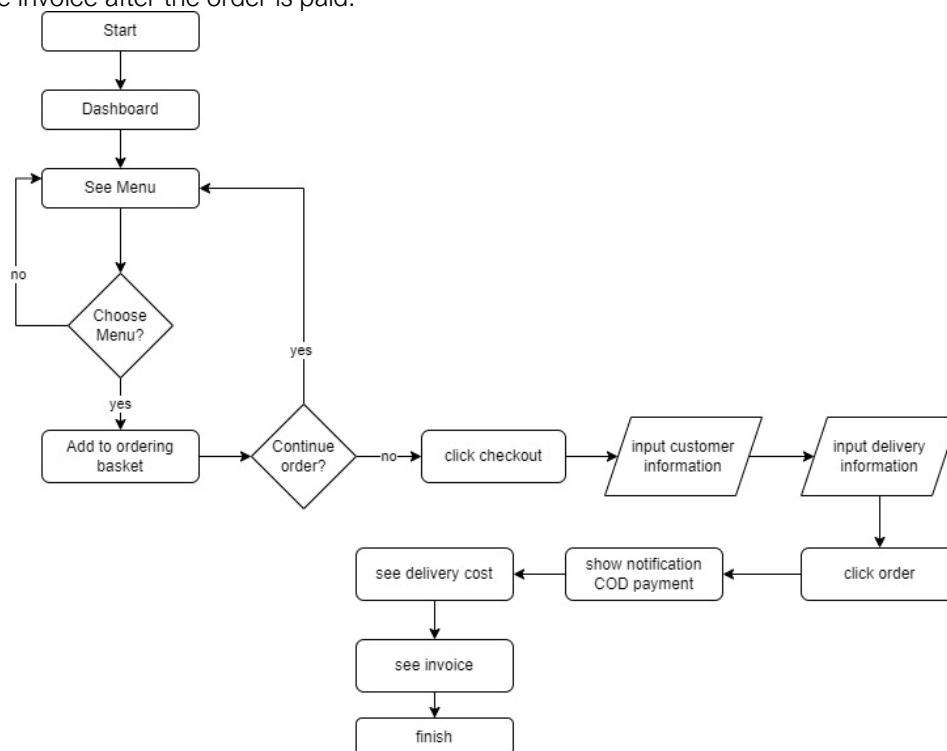 e invoice after the order is paid.
Start
Dashboard
See Menu
no
Choose
Menu?
yes
yes
Add to ordering
basket
Continue
order?
no
click checkout
input customer
information
input delivery
information
see delivery cost
show notification
COD payment
click order
see invoice
finish